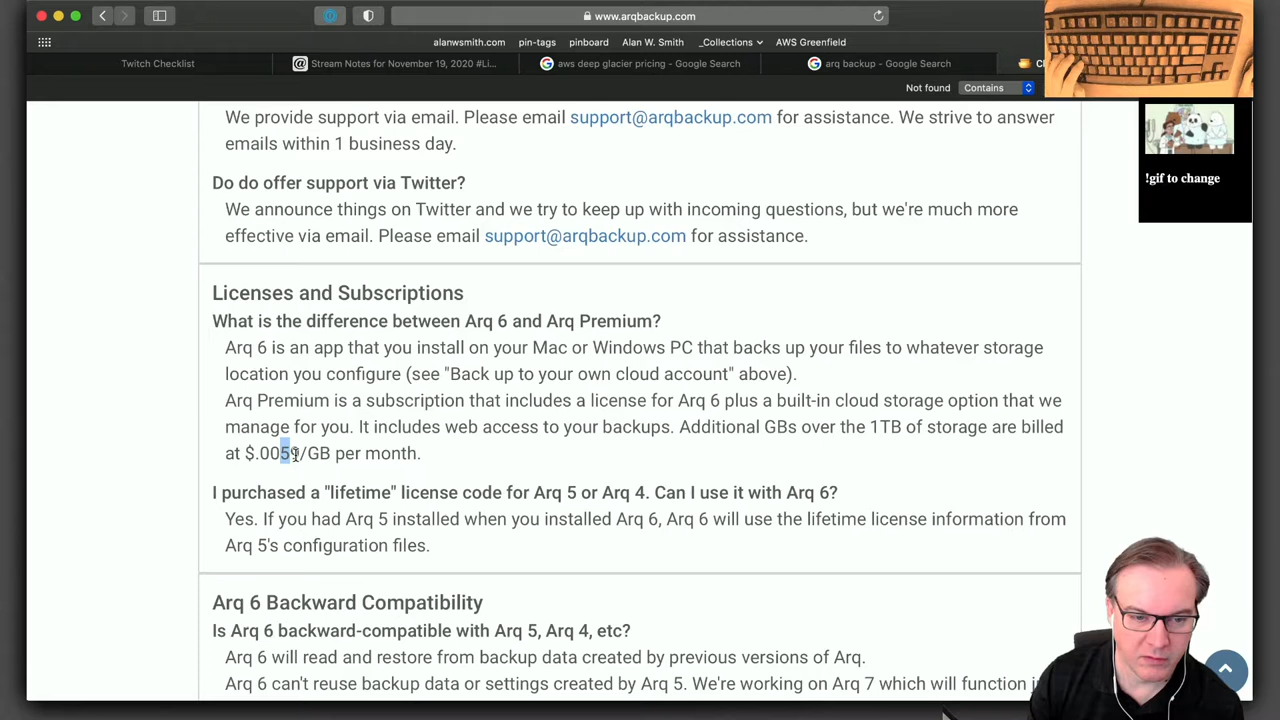 www.arqbackup.com
alanwsmith.com pin-tags pinboard Alan W. Smith _Collections AWS Greenfield
Twitch Checklist Stream Notes for November 19, 2020 #Li... aws deep glacier pricing - Google Search arq backup - Google Search
Not found Contains
We provide support via email. Please email support@arqbackup.com for assistance. We strive to answer
emails within 1 business day.
!gif to change
Do do offer support via Twitter?
We announce things on Twitter and we try to keep up with incoming questions, but we're much more
effective via email. Please email support@arqbackup.com for assistance.
Licenses and Subscriptions
What is the difference between Arq 6 and Arq Premium?
Arq 6 is an app that you install on your Mac or Windows PC that backs up your files to whatever storage
location you configure (see "Back up to your own cloud account" above).
Arq Premium is a subscription that includes a license for Arq 6 plus a built-in cloud storage option that we
manage for you. It includes web access to your backups. Additional GBs over the 1TB of storage are billed
at $.0059/GB per month.
I purchased a "lifetime" license code for Arq 5 or Arq 4. Can I use it with Arq 6?
Yes. If you had Arq 5 installed when you installed Arq 6, Arq 6 will use the lifetime license information from
Arq 5's configuration files.
Arq 6 Backward Compatibility
Is Arq 6 backward-compatible with Arq 5, Arq 4, etc?
Arq 6 will read and restore from backup data created by previous versions of Arq.
Arq 6 can't reuse backup data or settings created by Arq 5. We're working on Arq 7 which will function